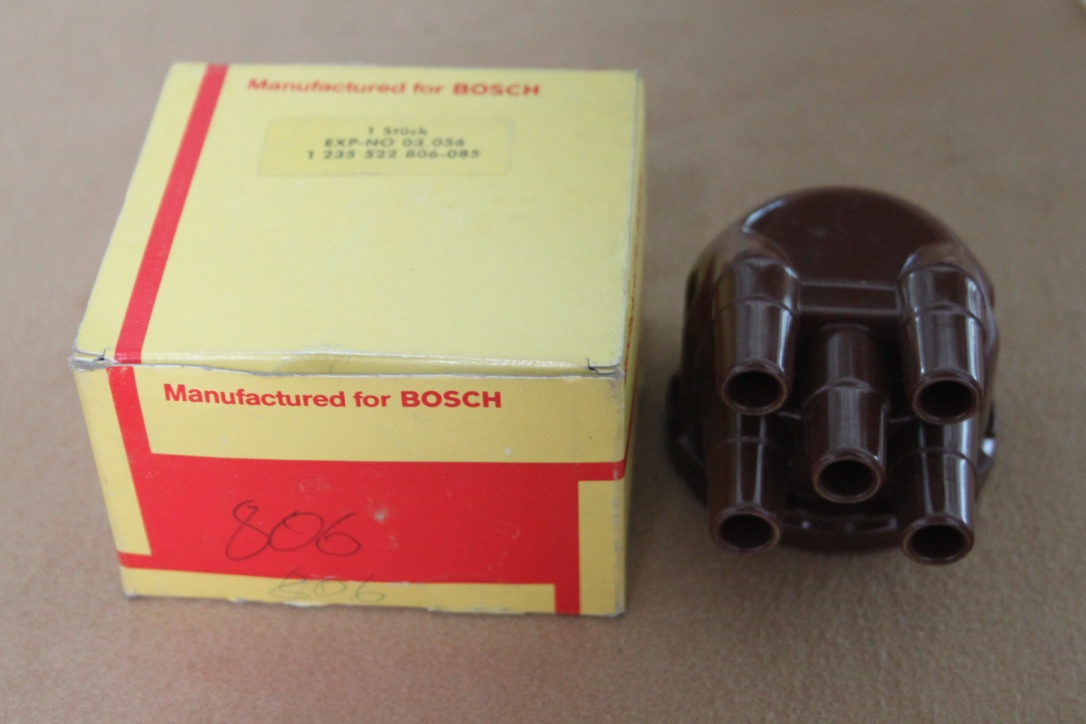 Manufactured for BOSCH
1 Stück
EXP-NO 03 056
1 235 522 806-085
Manufactured for BOSCH
806
806